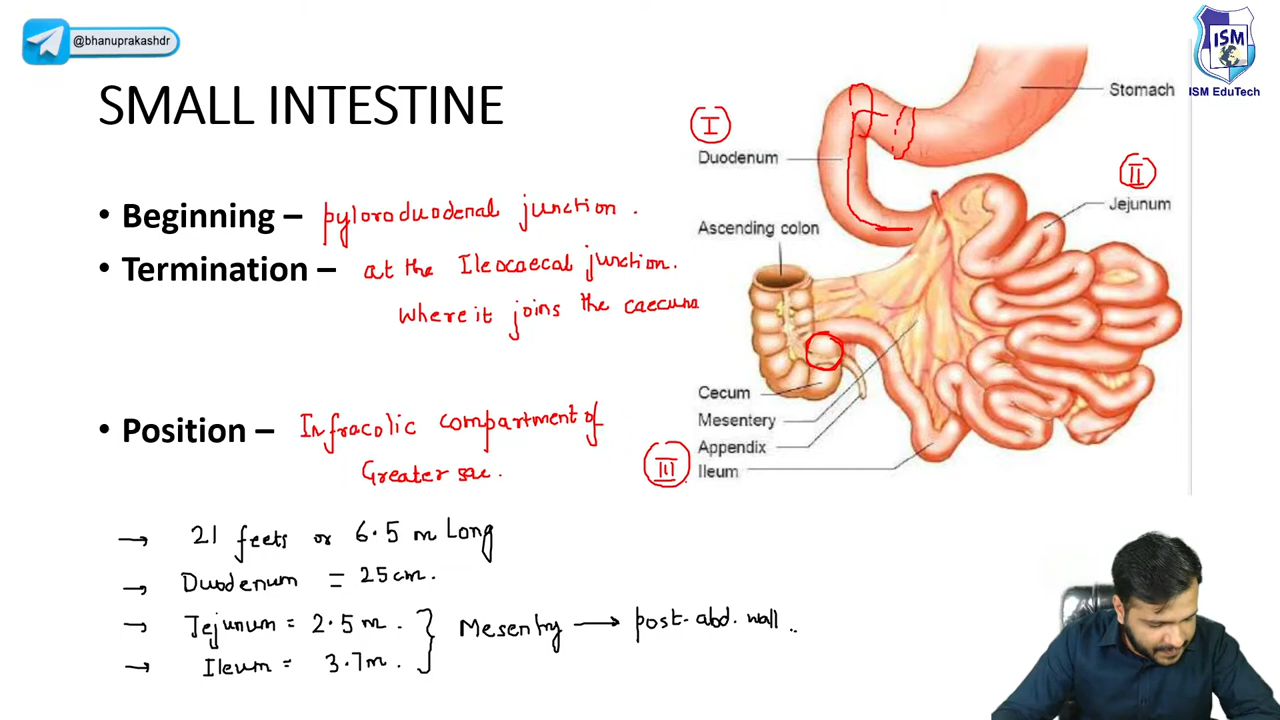 @bhanuprakashdr
ISM
ISM EduTech
SMALL INTESTINE
• Beginning – pyloroduodenal junction.
• Termination – at the Ileocaecal junction.
where it joins the caecum
• Position – Infracolic compartment of
Greater sac.
→ 21 feets or 6.5 m Long
→ Duodenum = 25cm.
→ Jejunum = 2.5 m.
→ Ileum = 3.7m.
} Mesentry → post. abd. wall..
Stomach
I
Duodenum
II
Jejunum
Ascending colon
Cecum
Mesentery
Appendix
III
Ileum